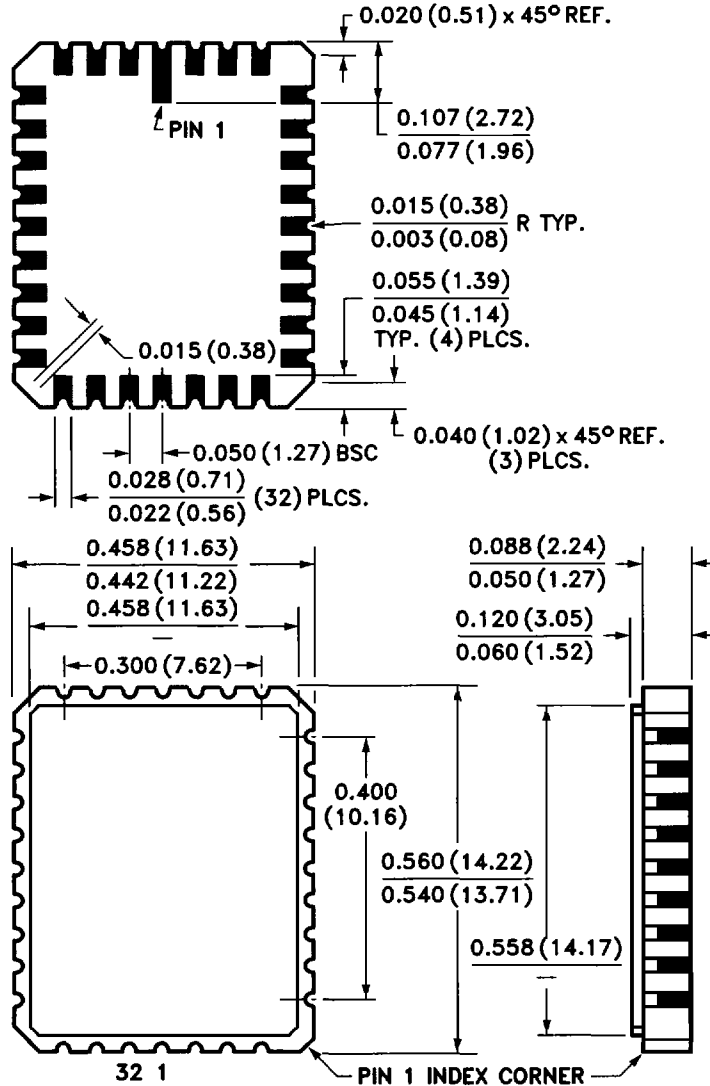 0.020 (0.51) x 45° REF.
PIN 1
0.107 (2.72)
0.077 (1.96)
0.015 (0.38)
0.003 (0.08)
R TYP.
0.055 (1.39)
0.045 (1.14)
TYP. (4) PLCS.
0.015 (0.38)
0.040 (1.02) x 45° REF.
(3) PLCS.
0.050 (1.27) BSC
0.028 (0.71)
0.022 (0.56)
(32) PLCS.
0.458 (11.63)
0.442 (11.22)
0.458 (11.63)
—
0.088 (2.24)
0.050 (1.27)
0.120 (3.05)
0.060 (1.52)
0.300 (7.62)
0.400
(10.16)
0.560 (14.22)
0.540 (13.71)
0.558 (14.17)
—
32 1
PIN 1 INDEX CORNER